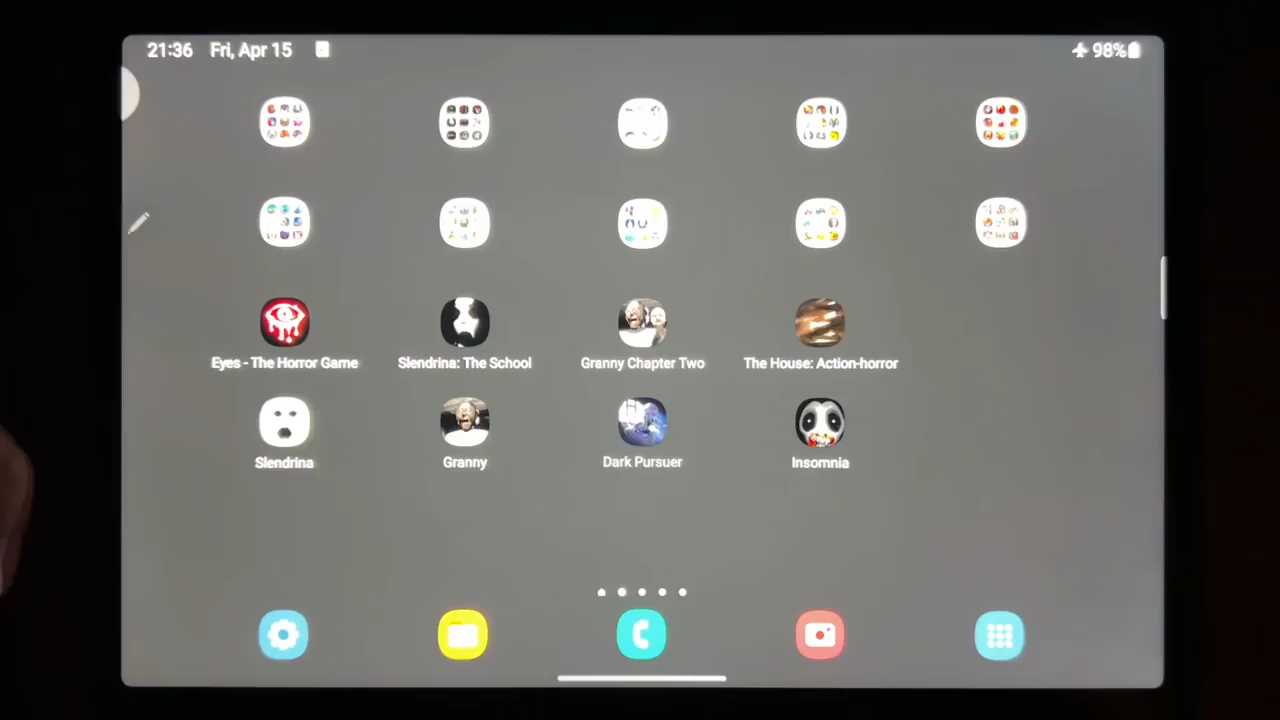 21:36 Fri, Apr 15 98%
Eyes - The Horror Game Slendrina: The School Granny Chapter Two The House: Action-horror
Slendrina Granny Dark Pursuer Insomnia